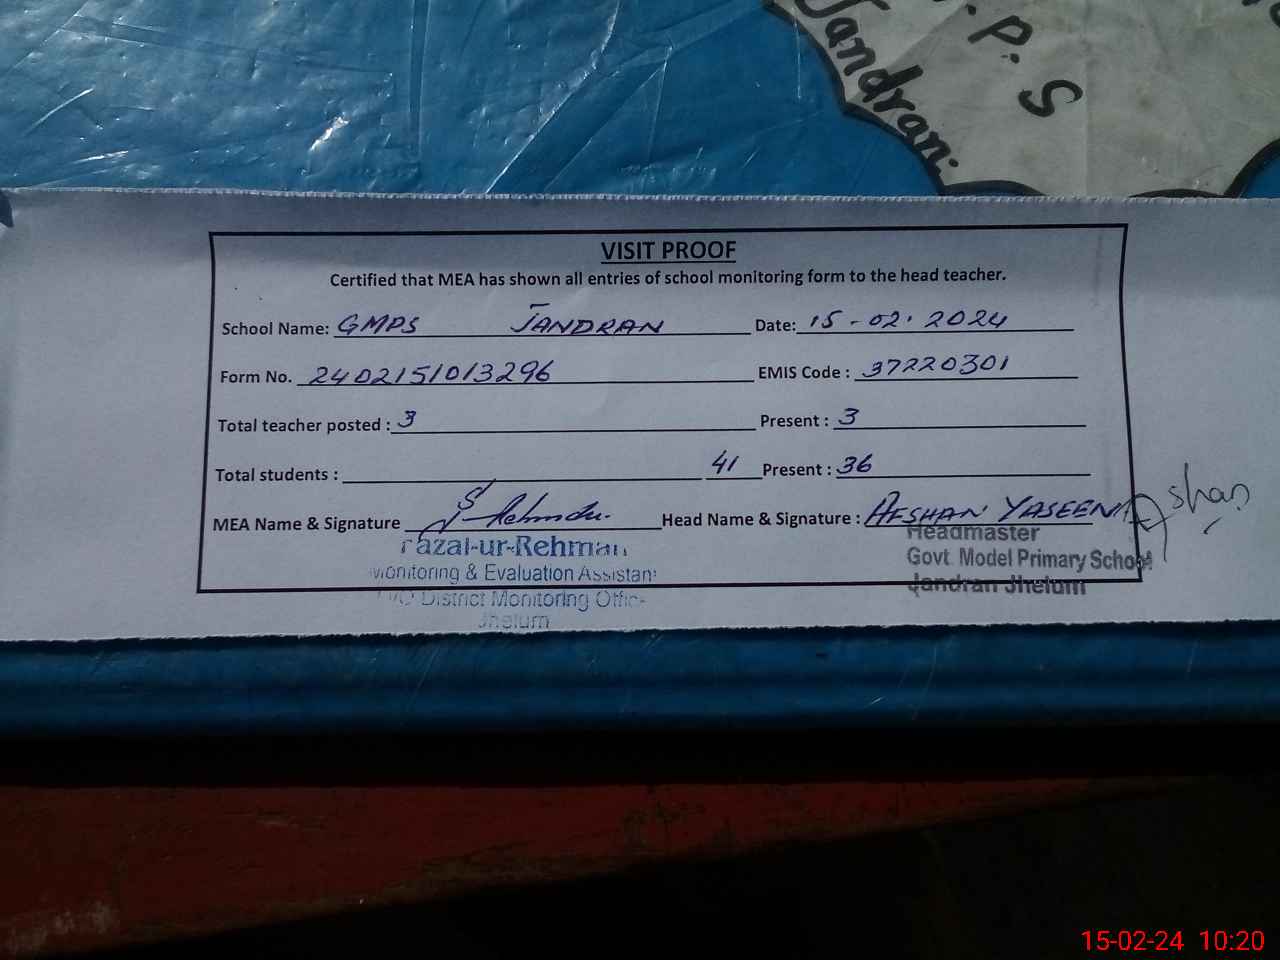 .P.S
Jandran.
VISIT PROOF
Certified that MEA has shown all entries of school monitoring form to the head teacher.
School Name: GMPS JANDRAN Date: 15-02-2024
Form No. 2402151013296 EMIS Code : 37220301
Total teacher posted : 3 Present : 3
Total students : 41 Present : 36
MEA Name & Signature Rehman Head Name & Signature : AFSHAN YASEEN Afshan
Fazal-ur-Rehman
Monitoring & Evaluation Assistant
O/O District Monitoring Office
Jhelum
Headmaster
Govt. Model Primary School
Jandran Jhelum
15-02-24 10:20